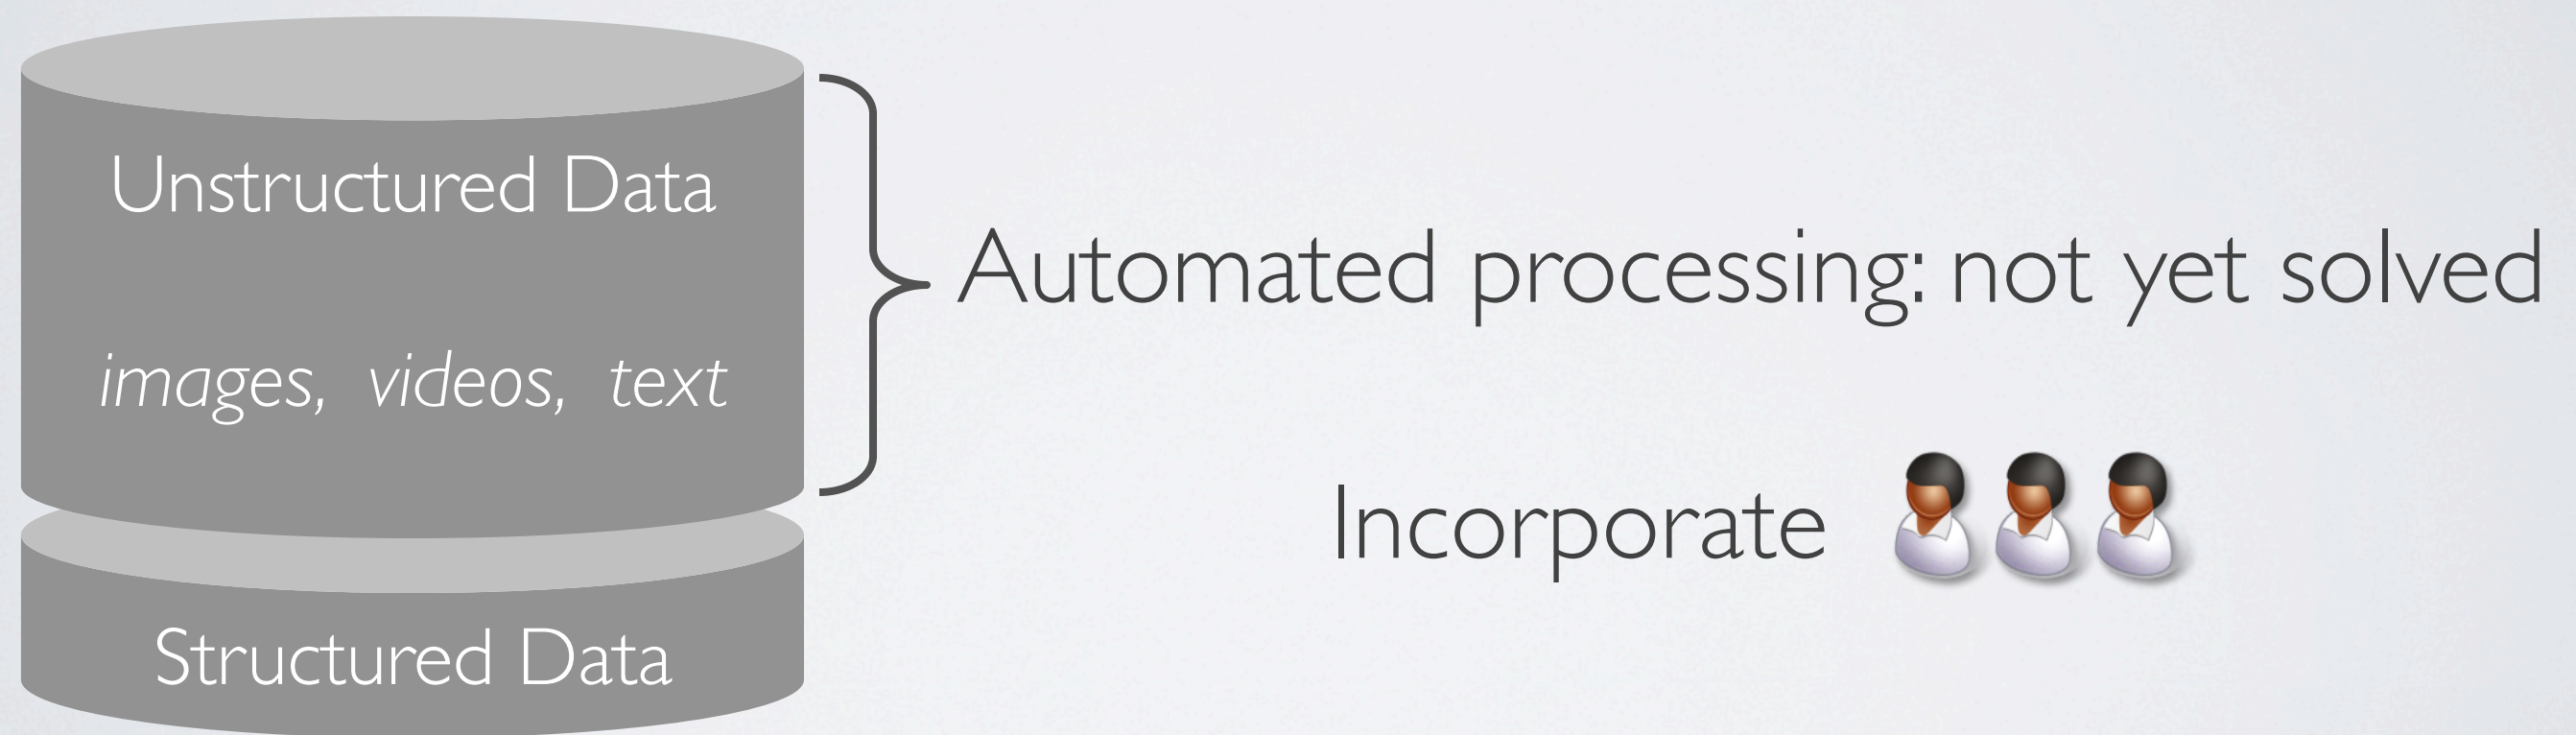 Unstructured Data
images, videos, text
Structured Data
Automated processing: not yet solved
Incorporate